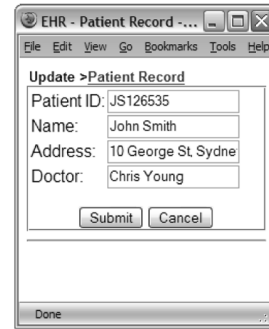 EHR - Patient Record -...
File Edit View Go Bookmarks Tools Help
Update >Patient Record
Patient ID: JS126535
Name: John Smith
Address: 10 George St, Sydne
Doctor: Chris Young
Submit Cancel
Done